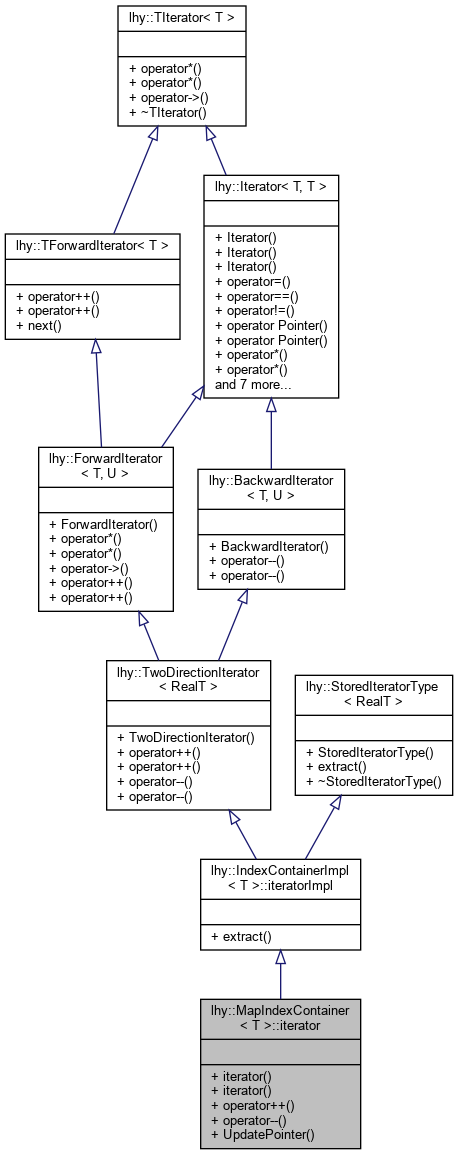 lhy::TIterator< T >
+ operator*()
+ operator*()
+ operator->()
+ ~TIterator()
lhy::Iterator< T, T >
+ Iterator()
+ Iterator()
+ Iterator()
+ operator=()
+ operator==()
+ operator!=()
+ operator Pointer()
+ operator Pointer()
+ operator*()
+ operator*()
and 7 more...
lhy::TForwardIterator< T >
+ operator++()
+ operator++()
+ next()
lhy::ForwardIterator
< T, U >
+ ForwardIterator()
+ operator*()
+ operator*()
+ operator->()
+ operator++()
+ operator++()
lhy::BackwardIterator
< T, U >
+ BackwardIterator()
+ operator--()
+ operator--()
lhy::TwoDirectionIterator
< RealT >
+ TwoDirectionIterator()
+ operator++()
+ operator++()
+ operator--()
+ operator--()
lhy::StoredIteratorType
< RealT >
+ StoredIteratorType()
+ extract()
+ ~StoredIteratorType()
lhy::IndexContainerImpl
< T >::iteratorImpl
+ extract()
lhy::MapIndexContainer
< T >::iterator
+ iterator()
+ iterator()
+ operator++()
+ operator--()
+ UpdatePointer()